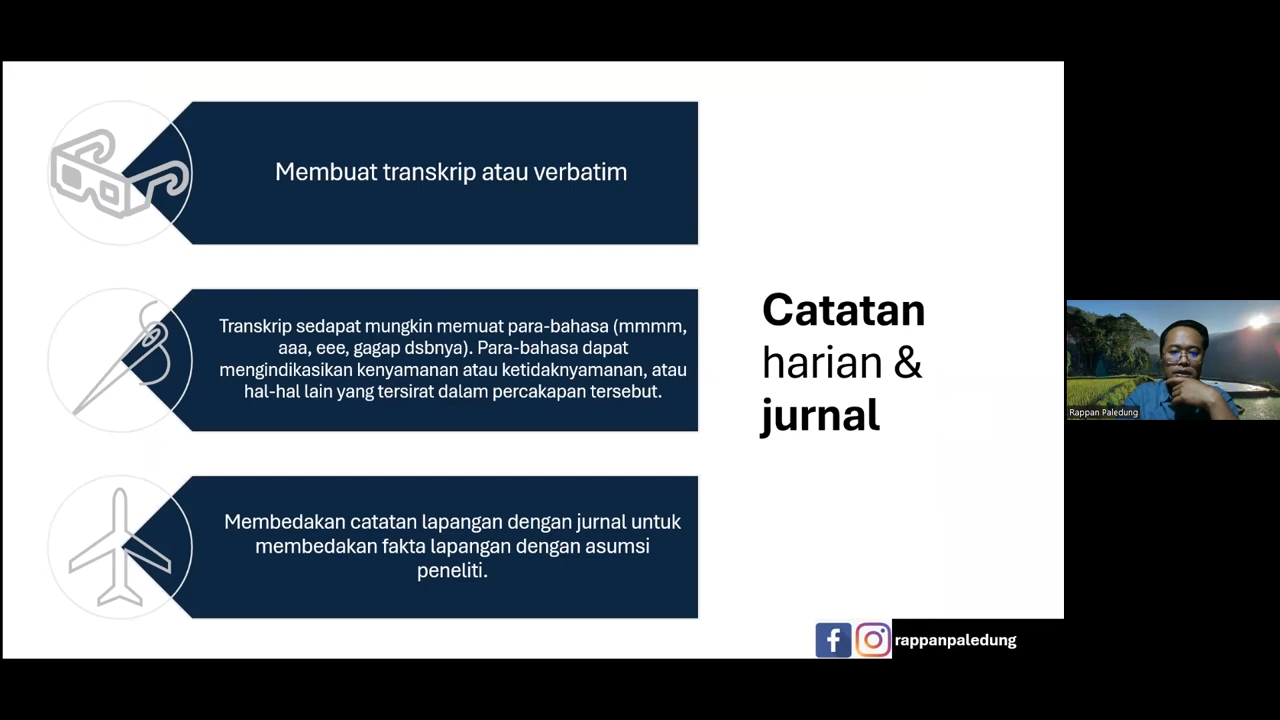 Membuat transkrip atau verbatim
Transkrip sedapat mungkin memuat para-bahasa (mmmm,
aaa, eee, gagap dsbnya). Para-bahasa dapat
mengindikasikan kenyamanan atau ketidaknyamanan, atau
hal-hal lain yang tersirat dalam percakapan tersebut.
Membedakan catatan lapangan dengan jurnal untuk
membedakan fakta lapangan dengan asumsi
peneliti.
Catatan
harian &
jurnal
Rappan Paledung
rappanpaledung